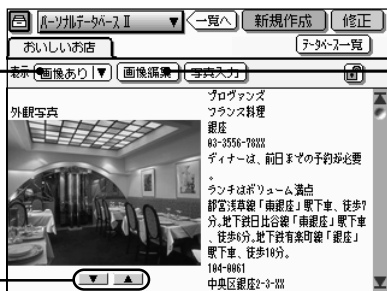 パーソナルデータベースⅡ ▼ 一覧へ 新規作成 修正
おいしいお店 データベース一覧
表示 画像あり ▼ 画像編集 写真入力
外観写真
プロヴァンズ
フランス料理
銀座
03-3556-78XX
ディナーは、前日までの予約が必要
。
ランチはボリューム満点
都営浅草線「東銀座」駅下車、徒歩7
分。地下鉄日比谷線「東銀座」駅下車
、徒歩6分。地下鉄有楽町線「銀座」
駅下車、徒歩10分。
104-0061
中央区銀座2-3-XX
▼ ▲